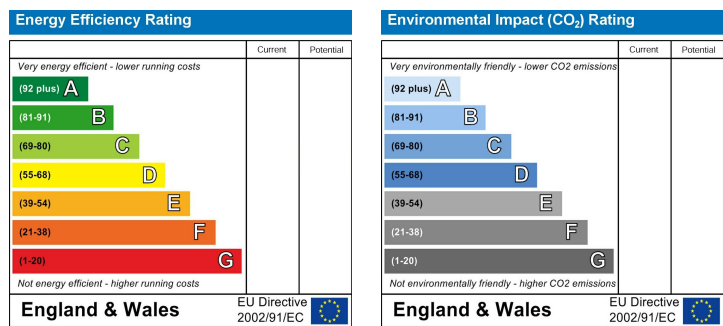 Energy Efficiency Rating
Current Potential
Very energy efficient - lower running costs
(92 plus) A
(81-91) B
(69-80) C
(55-68) D
(39-54) E
(21-38) F
(1-20) G
Not energy efficient - higher running costs
England & Wales
EU Directive
2002/91/EC
Environmental Impact (CO₂) Rating
Current Potential
Very environmentally friendly - lower CO2 emissions
(92 plus) A
(81-91) B
(69-80) C
(55-68) D
(39-54) E
(21-38) F
(1-20) G
Not environmentally friendly - higher CO2 emissions
England & Wales
EU Directive
2002/91/EC